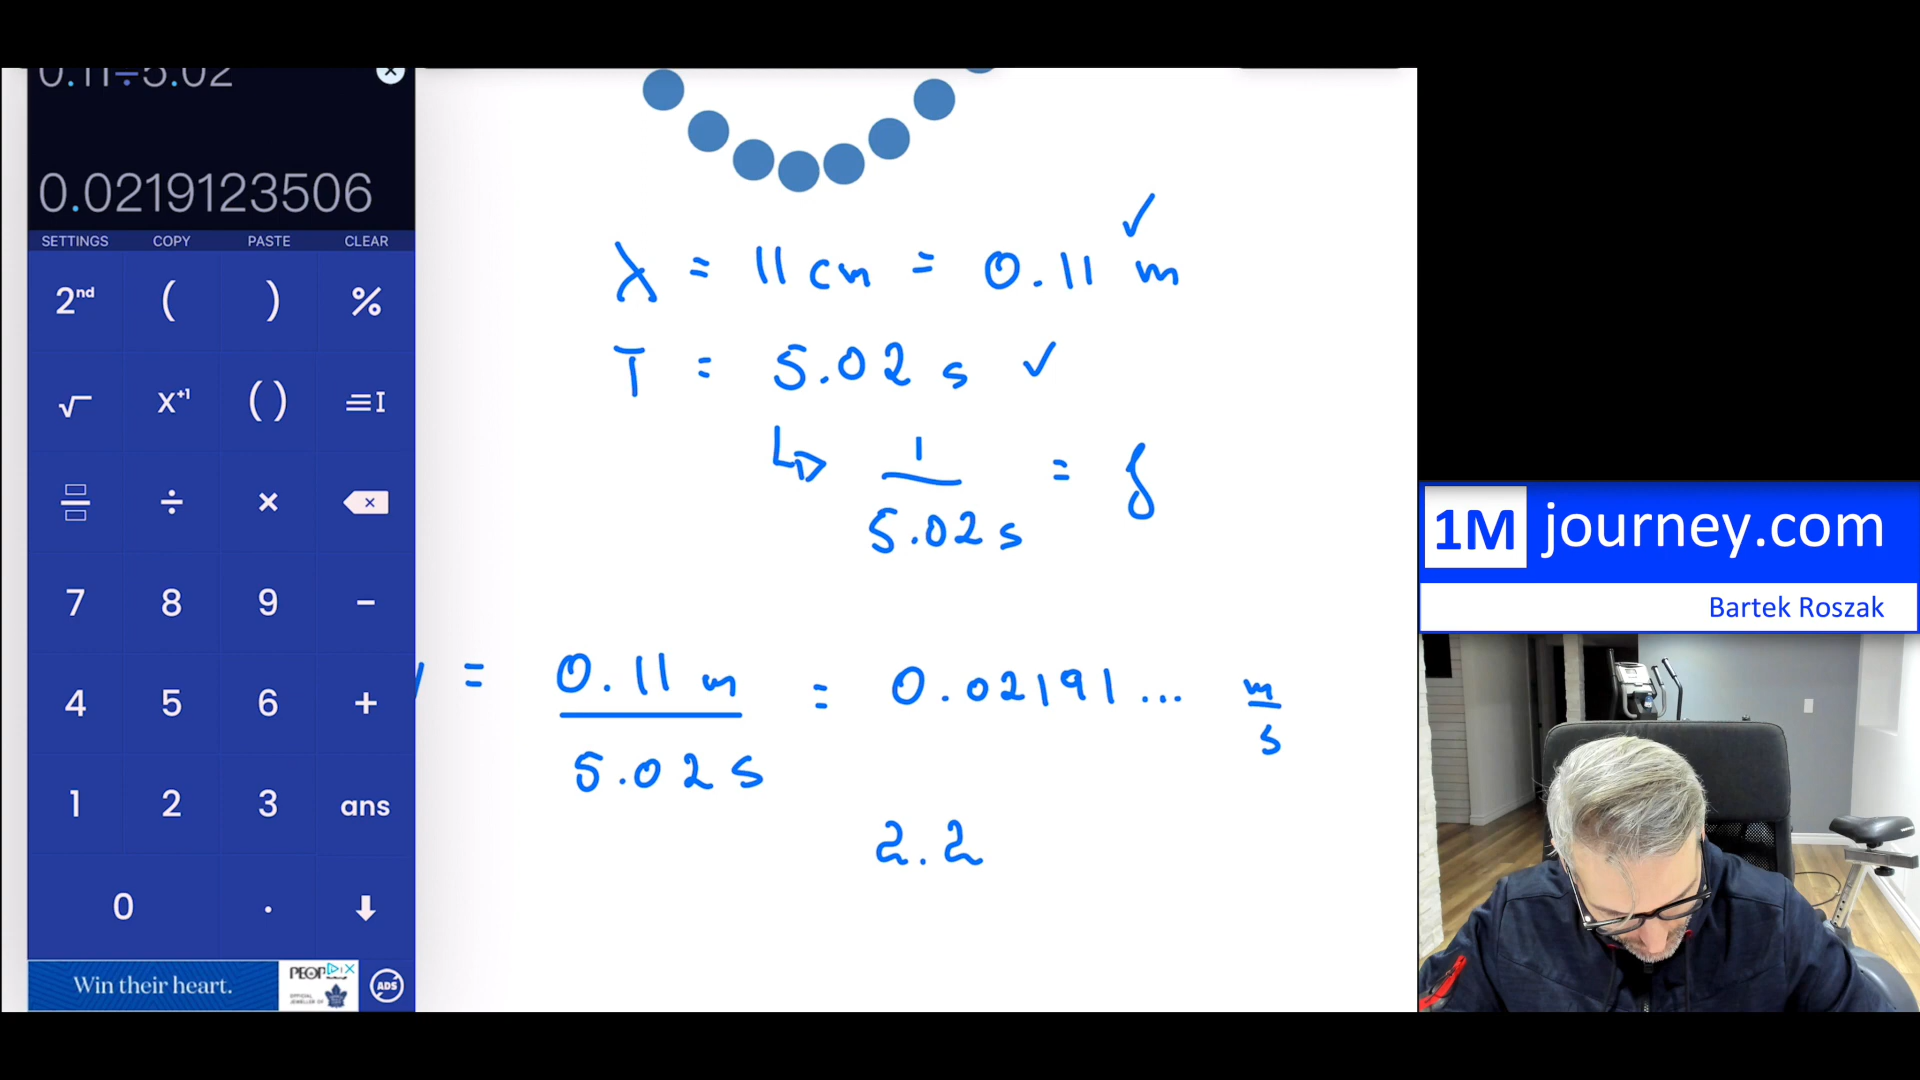 0.11÷5.02
0.0219123506
SETTINGS COPY PASTE CLEAR
2nd ( ) %
√ X+1 ( ) I
÷ ×
7 8 9 −
4 5 6 +
1 2 3 ans
0 .
Win their heart.
ADS
λ = 11 cm = 0.11 m ✓
T = 5.02 s ✓
↳ 1 / 5.02 s = f
= 0.11 m / 5.02 s = 0.02191... m / s
2.2
1M journey.com
Bartek Roszak